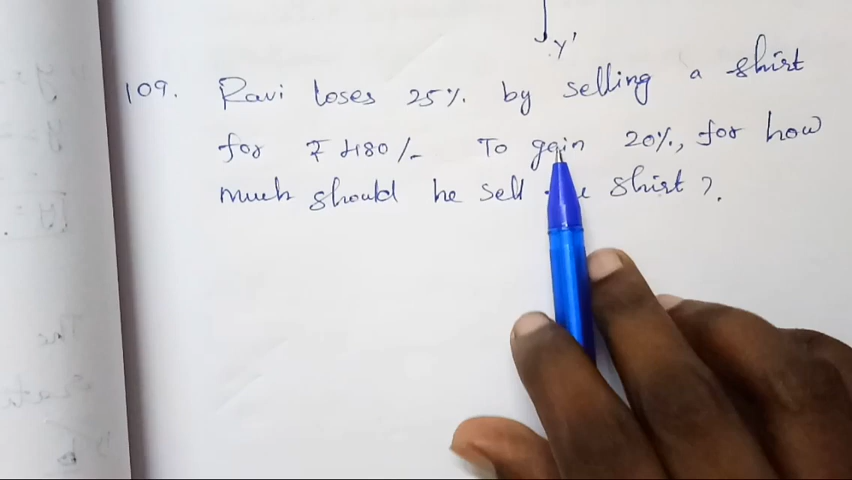 Y'
109. Ravi loses 25%. by selling a shirt
for ₹ 480/- To gain 20%, for how
much should he sell shirt ?.